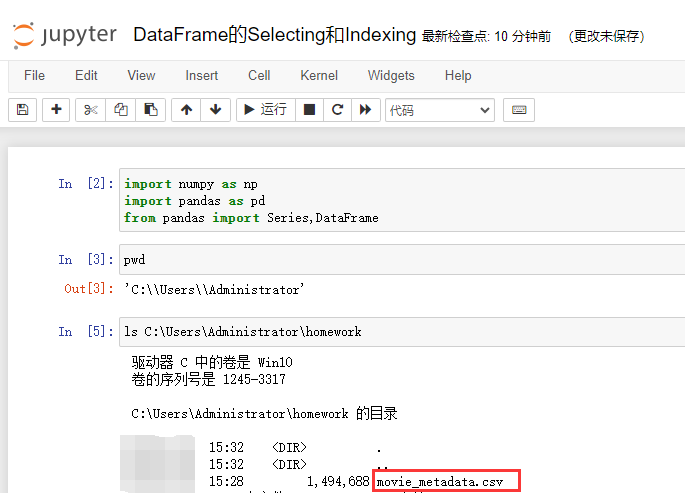 jupyter DataFrame的Selecting和Indexing 最新检查点: 10 分钟前 (更改未保存)
File Edit View Insert Cell Kernel Widgets Help
运行 代码
In [2]: import numpy as np
import pandas as pd
from pandas import Series,DataFrame
In [3]: pwd
Out[3]: 'C:\\Users\\Administrator'
In [5]: ls C:\Users\Administrator\homework
驱动器 C 中的卷是 Win10
卷的序列号是 1245-3317
C:\Users\Administrator\homework 的目录
15:32 <DIR> .
15:32 <DIR> ..
15:28 1,494,688 movie_metadata.csv